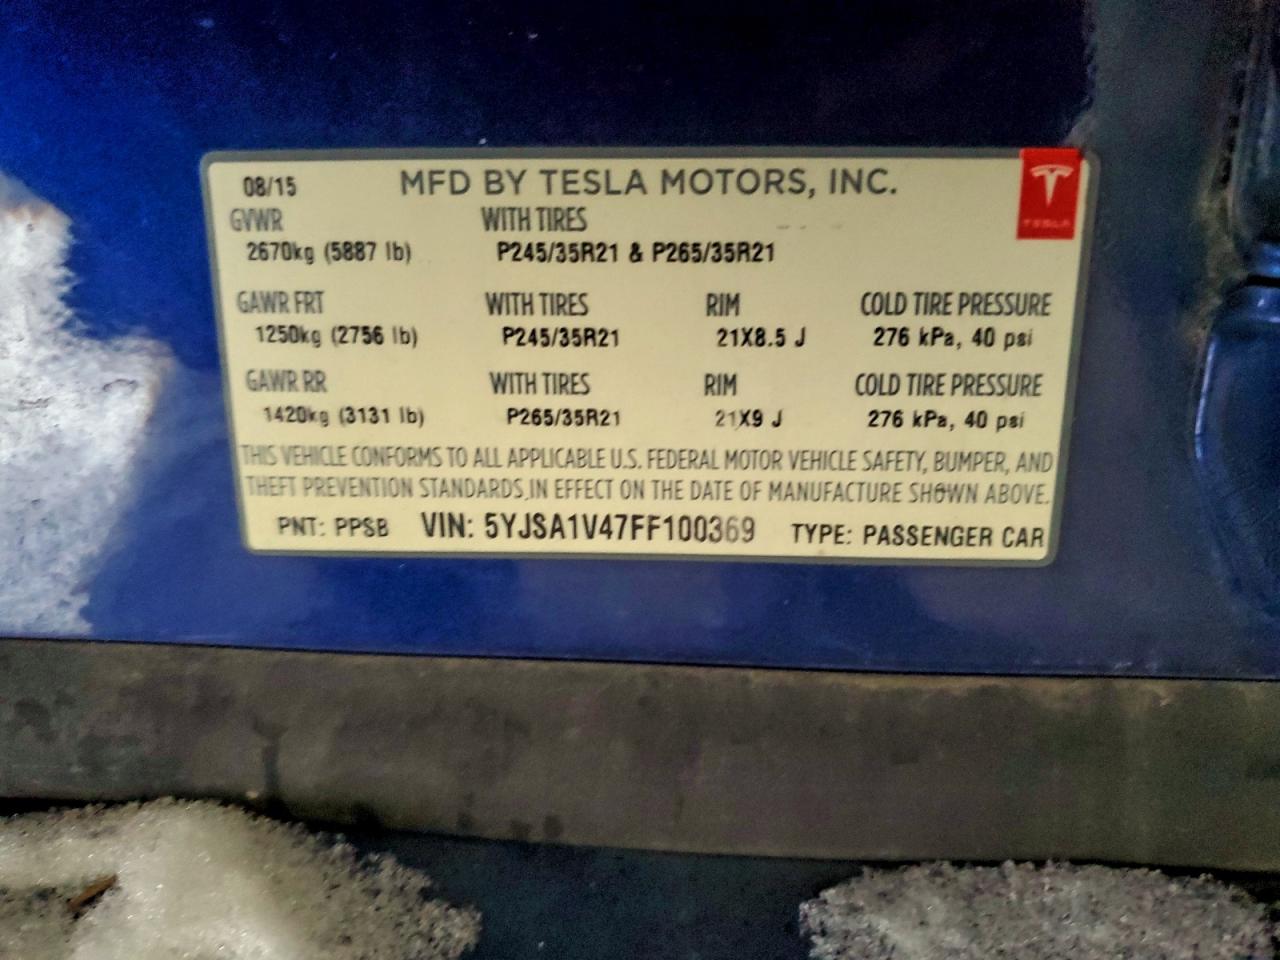 08/15 MFD BY TESLA MOTORS, INC.
TESLA
GVWR WITH TIRES
2670kg (5887 lb) P245/35R21 & P265/35R21
GAWR FRT WITH TIRES RIM COLD TIRE PRESSURE
1250kg (2756 lb) P245/35R21 21X8.5 J 276 kPa, 40 psi
GAWR RR WITH TIRES RIM COLD TIRE PRESSURE
1420kg (3131 lb) P265/35R21 21X9 J 276 kPa, 40 psi
THIS VEHICLE CONFORMS TO ALL APPLICABLE U.S. FEDERAL MOTOR VEHICLE SAFETY, BUMPER, AND
THEFT PREVENTION STANDARDS,IN EFFECT ON THE DATE OF MANUFACTURE SHOWN ABOVE.
PNT: PPSB VIN: 5YJSA1V47FF100369 TYPE: PASSENGER CAR